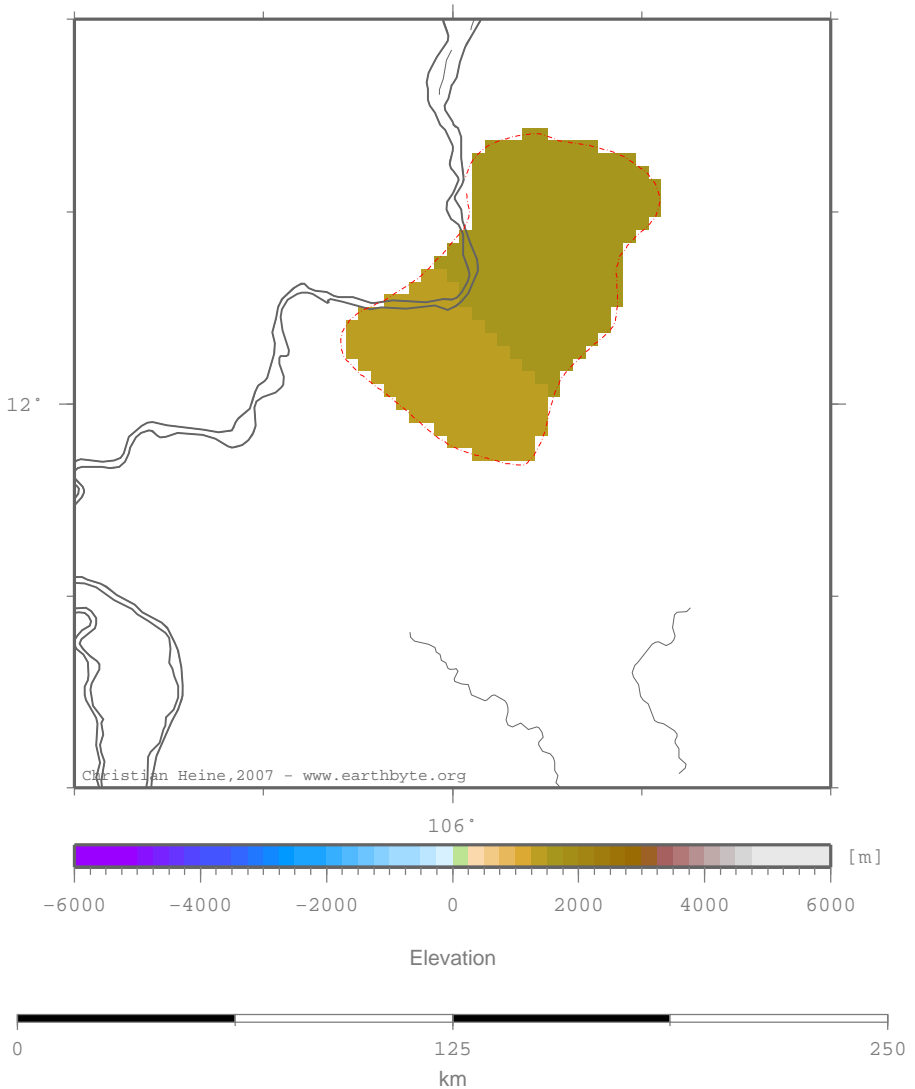 12°
Christian Heine,2007 - www.earthbyte.org
106°
[m]
-6000 -4000 -2000 0 2000 4000 6000
Elevation
0 125 250
km